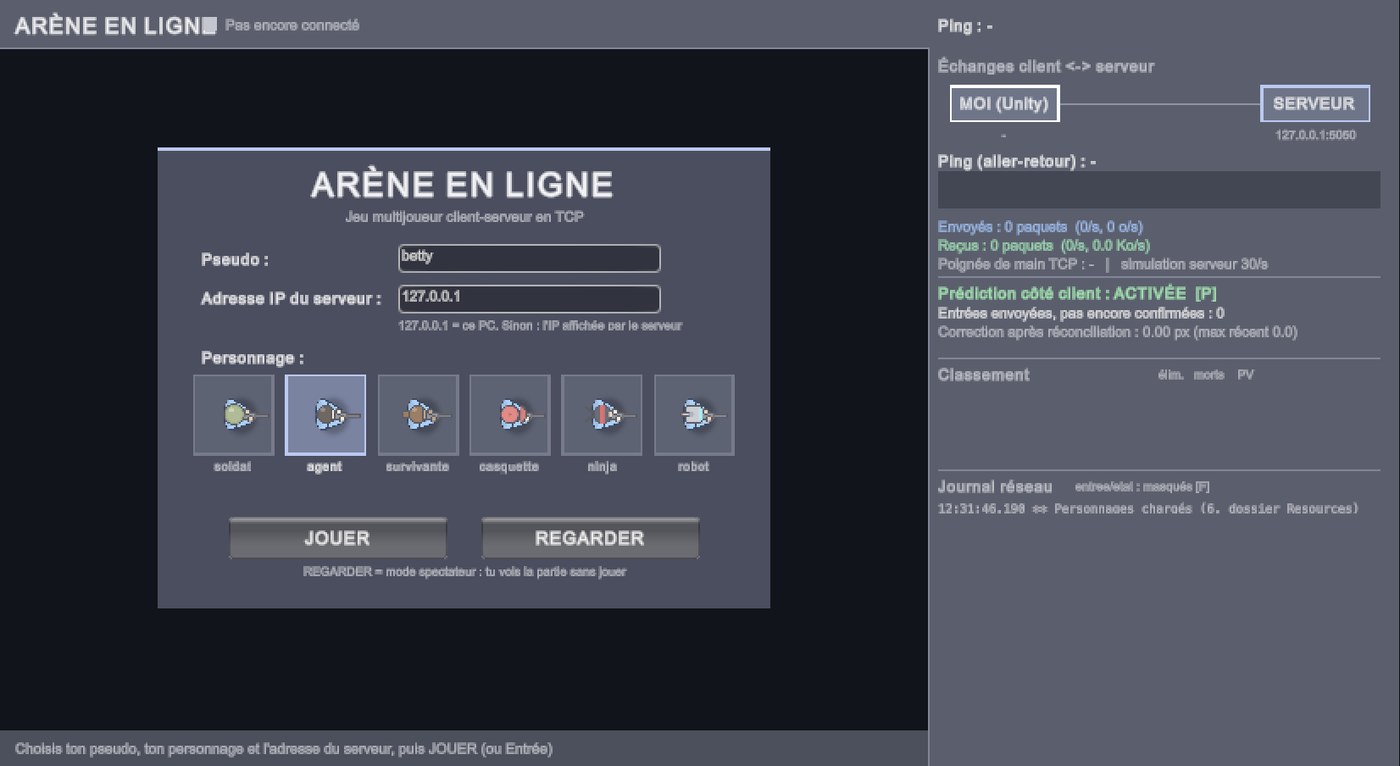 ARÈNE EN LIGN
Pas encore connecté
ARÈNE EN LIGNE
Jeu multijoueur client-serveur en TCP
Pseudo :
betty
Adresse IP du serveur :
127.0.0.1
127.0.0.1 = ce PC. Sinon : l'IP affichée par le serveur
Personnage :
soldat agent survivante casquette ninja robot
JOUER
REGARDER
REGARDER = mode spectateur : tu vois la partie sans jouer
Choisis ton pseudo, ton personnage et l'adresse du serveur, puis JOUER (ou Entrée)
Ping : -
Échanges client <-> serveur
MOI (Unity)
SERVEUR
-
127.0.0.1:5050
Ping (aller-retour) : -
Envoyés : 0 paquets (0/s, 0 o/s)
Reçus : 0 paquets (0/s, 0.0 Ko/s)
Poignée de main TCP : - | simulation serveur 30/s
Prédiction côté client : ACTIVÉE [P]
Entrées envoyées, pas encore confirmées : 0
Correction après réconciliation : 0.00 px (max récent 0.0)
Classement élim. morts PV
Journal réseau entree/etat : masqués [F]
12:31:46.190 ** Personnages chargés (6, dossier Resources)